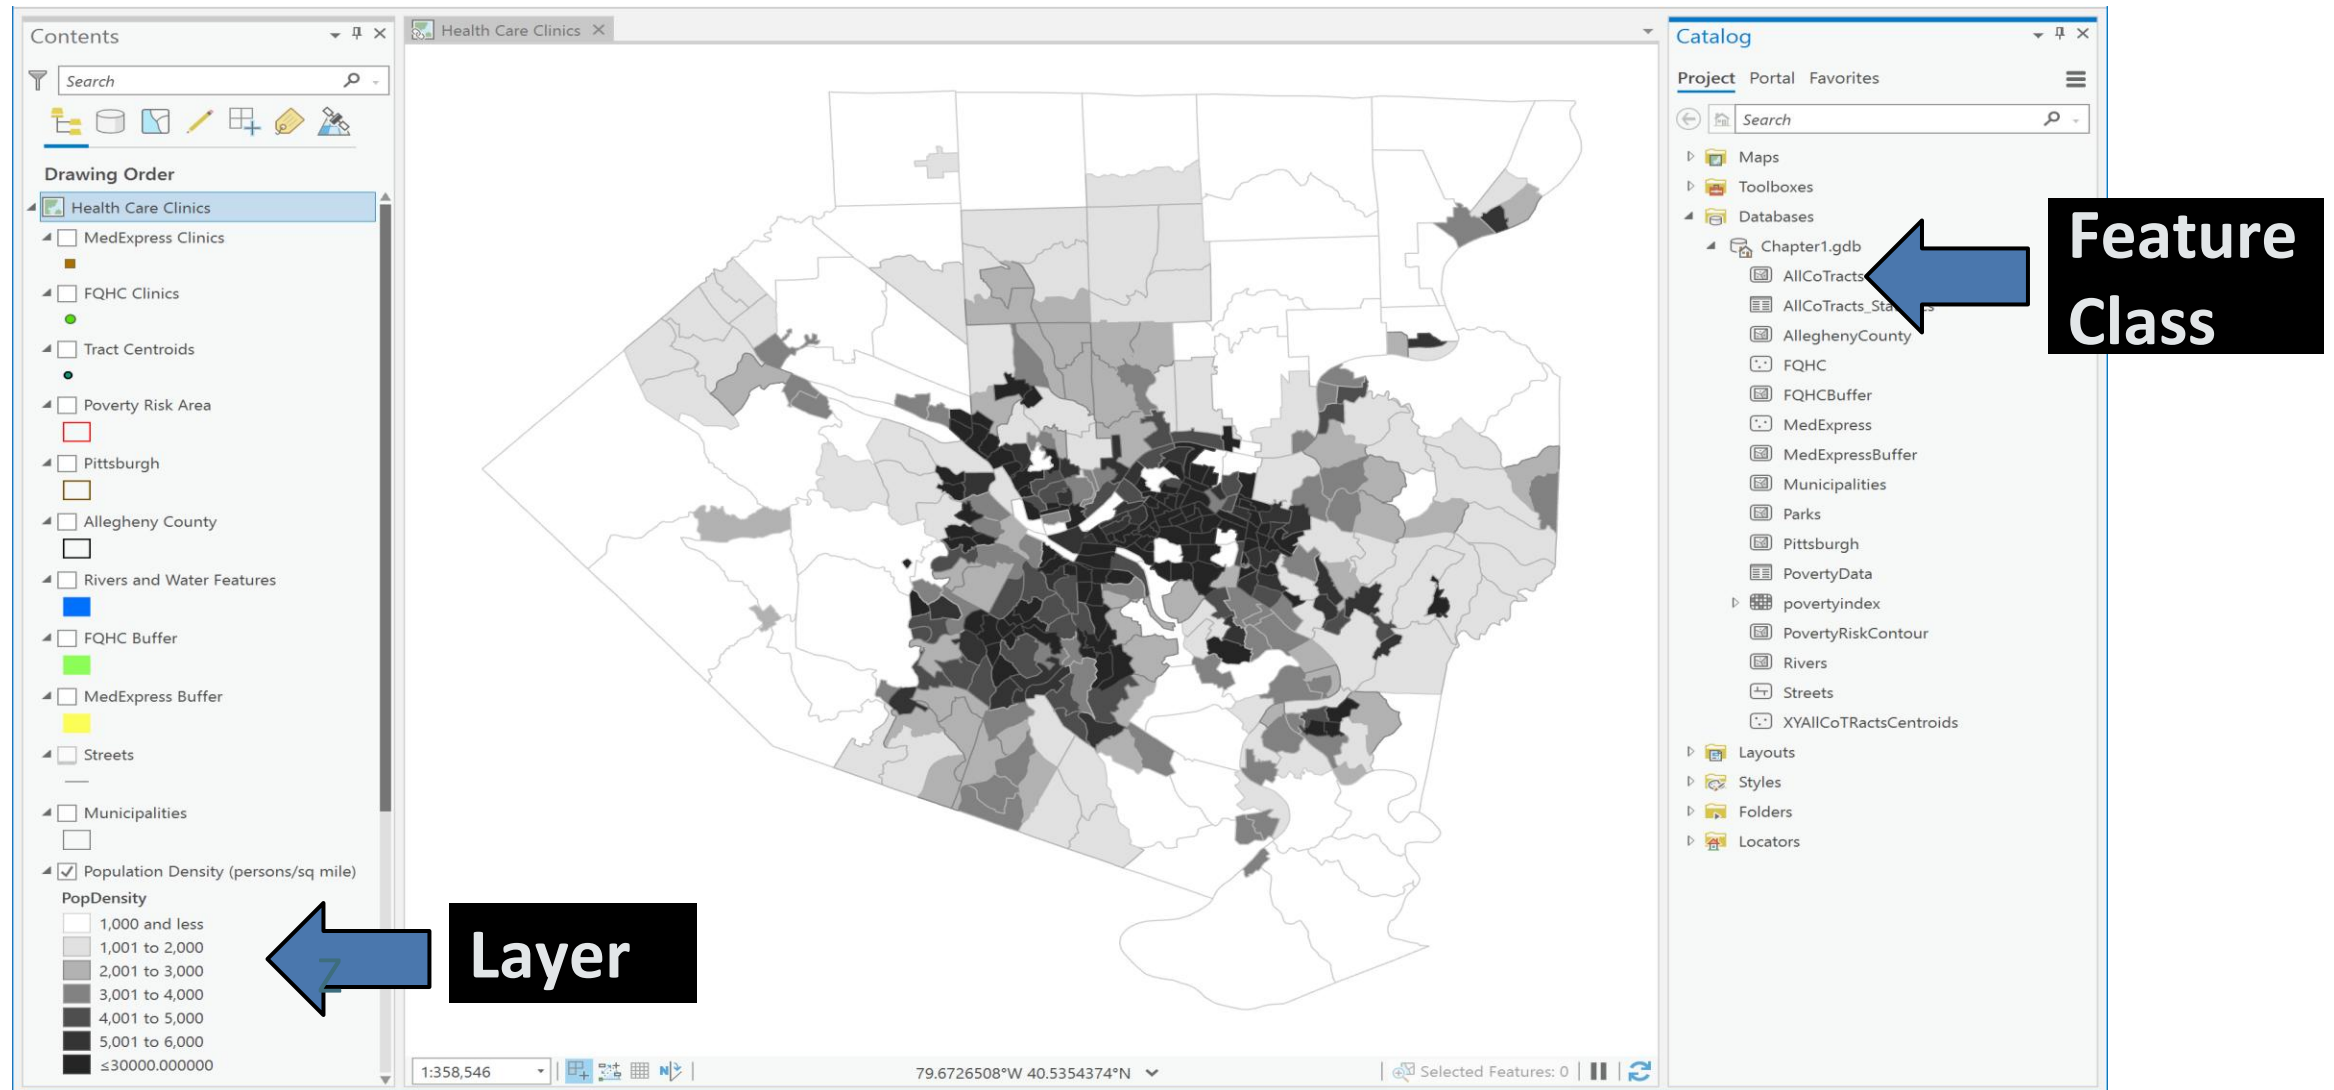 Contents
Search
Drawing Order
Health Care Clinics
MedExpress Clinics
FQHC Clinics
Tract Centroids
Poverty Risk Area
Pittsburgh
Allegheny County
Rivers and Water Features
FQHC Buffer
MedExpress Buffer
Streets
Municipalities
Population Density (persons/sq mile)
PopDensity
1,000 and less
1,001 to 2,000
2,001 to 3,000
3,001 to 4,000
4,001 to 5,000
5,001 to 6,000
≤30000.000000
7
Layer
Health Care Clinics
1:358,546
N
79.6726508°W 40.5354374°N
Selected Features: 0
Catalog
Project Portal Favorites
Search
Maps
Toolboxes
Databases
Chapter1.gdb
AllCoTracts
AllCoTracts_Sta
AlleghenyCounty
FQHC
FQHCBuffer
MedExpress
MedExpressBuffer
Municipalities
Parks
Pittsburgh
PovertyData
povertyindex
PovertyRiskContour
Rivers
Streets
XYAllCoTRactsCentroids
Layouts
Styles
Folders
Locators
Feature
Class